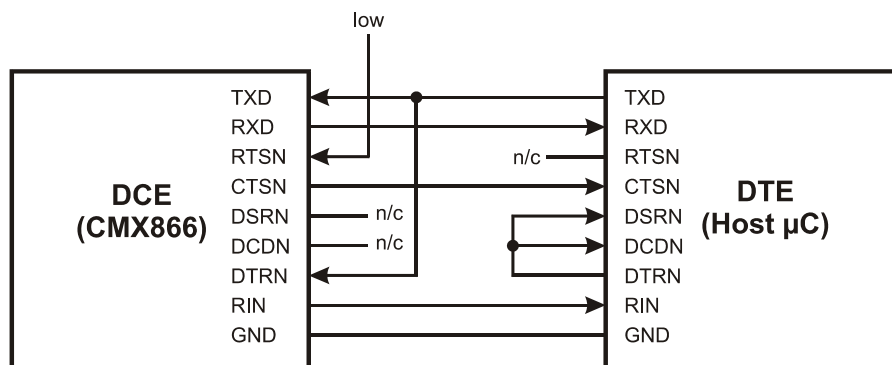 low
TXD TXD
RXD RXD
RTSN n/c RTSN
CTSN CTSN
DCE
(CMX866)
DTE
(Host µC)
DSRN n/c DSRN
DCDN n/c DCDN
DTRN DTRN
RIN RIN
GND GND